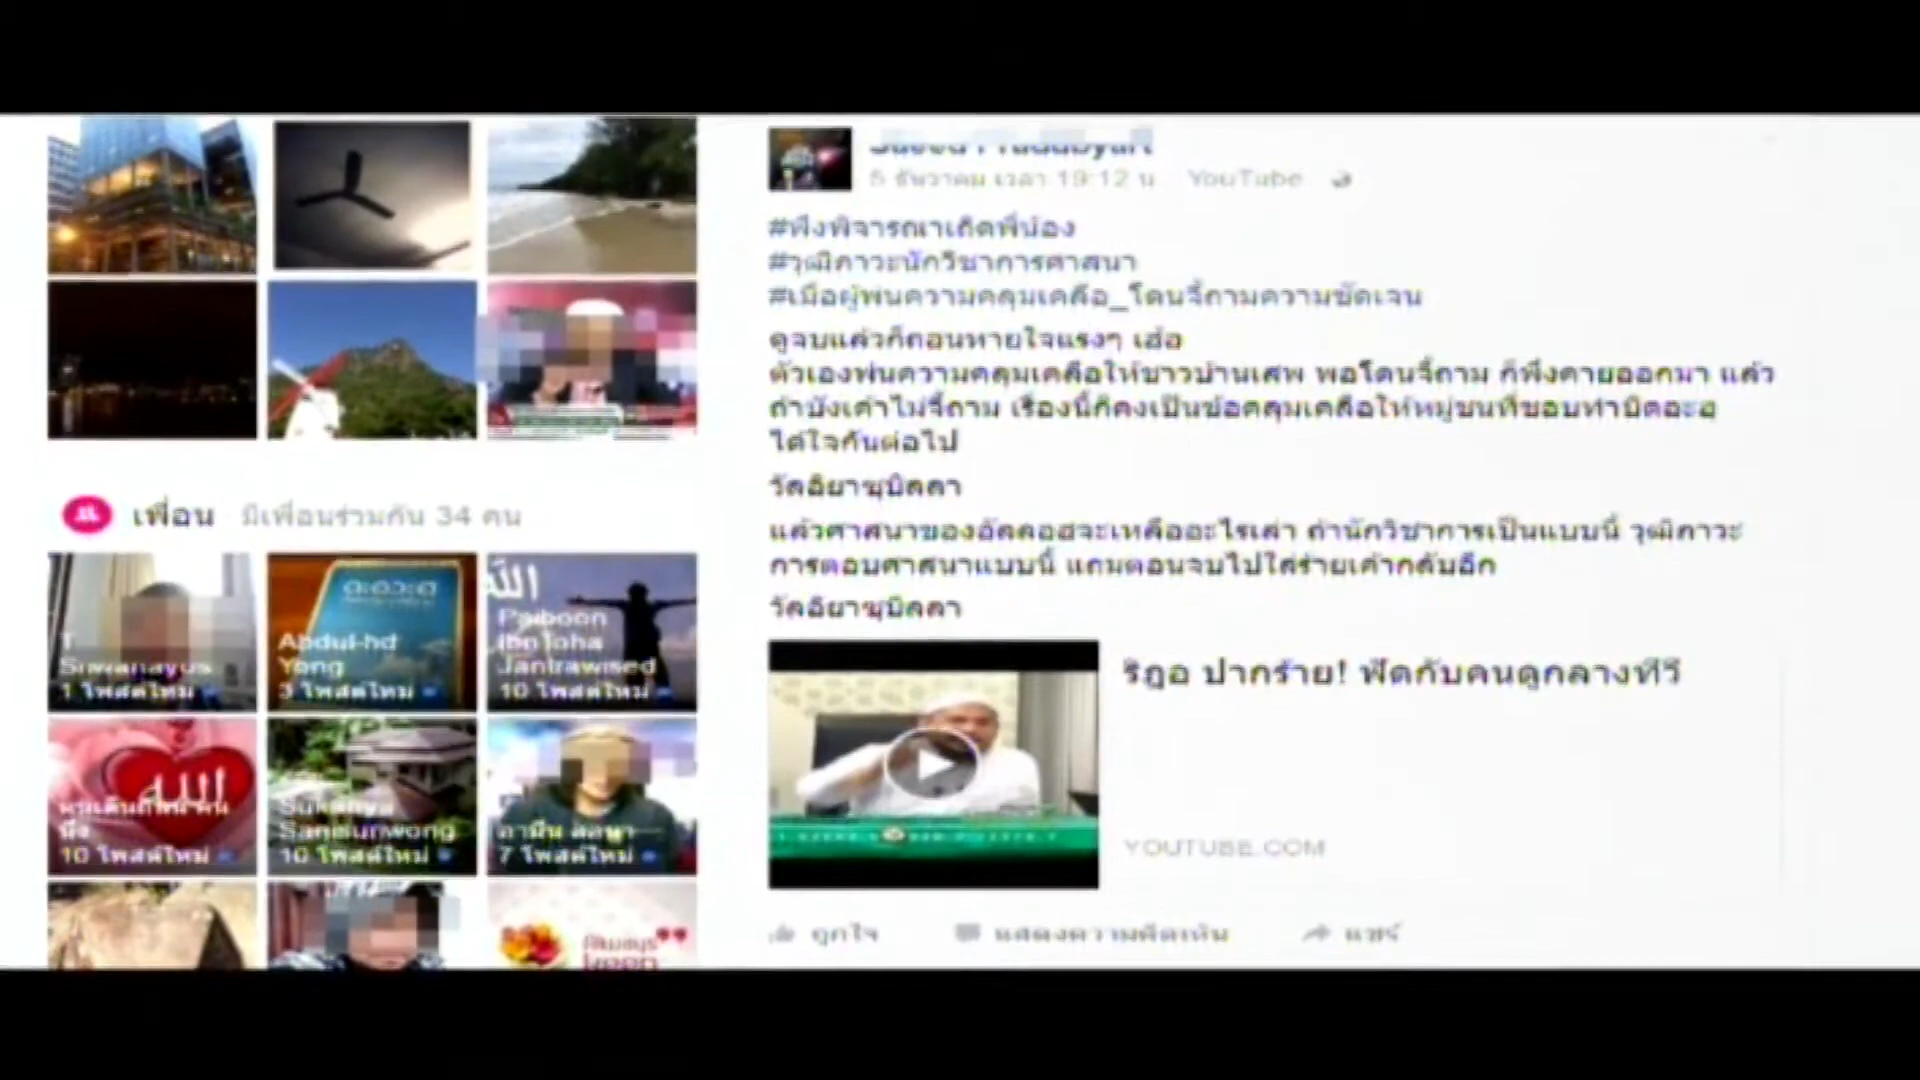 5 ธันวาคม เวลา 19:12 น. YouTube
#พึงพิจารณาเถิดพี่น้อง
#วุฒิภาวะนักวิชาการศาสนา
#เมื่อผู้พ่นความคลุมเคลือ_โดนจี้ถามความชัดเจน
ดูจบแล้วก็ถอนหายใจแรงๆ เฮ้อ
ตัวเองพ่นความคลุมเคลือให้ชาวบ้านเสพ พอโดนจี้ถาม ก็พึ่งคายออกมา แล้ว
ถ้าบังเค้าไม่จี้ถาม เรื่องนี้ก็คงเป็นข้อคลุมเคลือให้หมู่ชนที่ชอบทำบิดอะฮ
ได้ใจกันต่อไป
วัลอิยาซุบิลลา
แล้วศาสนาของอัลลอฮจะเหลืออะไรเล่า ถ้านักวิชาการเป็นแบบนี้ วุฒิภาวะ
การตอบศาสนาแบบนี้ แถมตอนจบไปใส่ร้ายเค้ากลับอีก
วัลอิยาซุบิลลา
ริฎอ ปากร้าย! ฟัดกับคนดูกลางทีวี
YOUTUBE.COM
ถูกใจ แสดงความคิดเห็น แชร์
เพื่อน · มีเพื่อนร่วมกัน 34 คน
T
Suwanayos
1 โพสต์ใหม่
Abdul-hd
Yong
3 โพสต์ใหม่
الله
Paiboon
Ibn Toha
Jantrawised
10 โพสต์ใหม่
الله
10 โพสต์ใหม่
Sukanya
Sangunwong
10 โพสต์ใหม่
7 โพสต์ใหม่
Always
keep